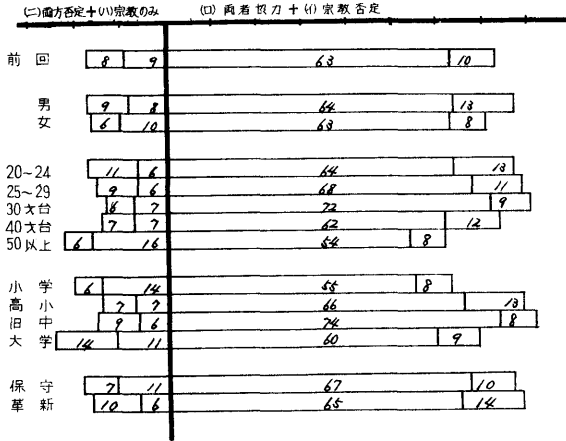 (ニ)両方否定+(ハ)宗教のみ (ロ) 両者協力+(イ)宗教否定
前回 8 9 63 10
男 9 8 64 13
女 6 10 63 8
20~24 11 6 64 13
25~29 9 6 68 11
30才台 6 7 72 9
40才台 7 7 62 12
50以上 6 16 54 8
小学 6 14 55 8
高小 7 7 66 13
旧中 9 6 74 8
大学 14 11 60 9
保守 7 11 67 10
革新 10 6 65 14